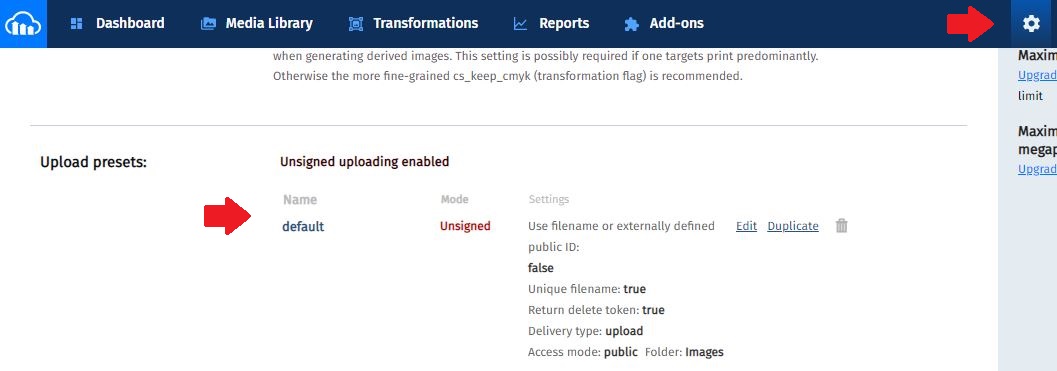 Dashboard Media Library Transformations Reports Add-ons
when generating derived images. This setting is possibly required if one targets print predominantly.
Otherwise the more fine-grained cs_keep_cmyk (transformation flag) is recommended.
Maxim
Upgrad
limit
Maxim
megap
Upgrad
Upload presets: Unsigned uploading enabled
Name Mode Settings
default Unsigned Use filename or externally defined Edit Duplicate
public ID:
false
Unique filename: true
Return delete token: true
Delivery type: upload
Access mode: public Folder: Images